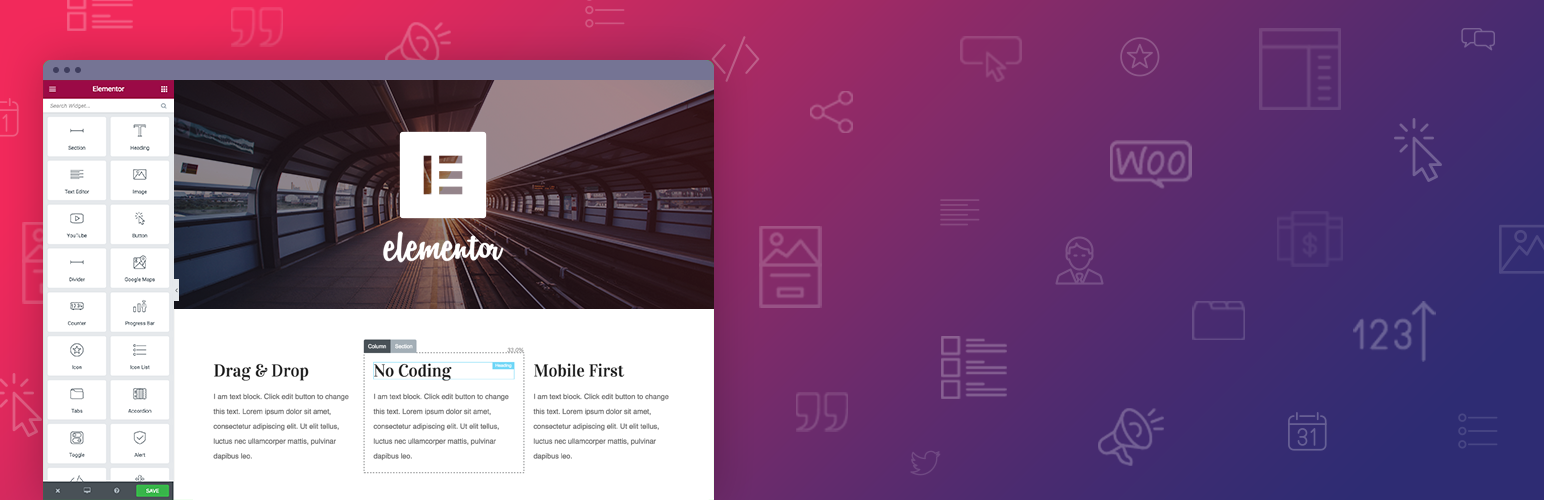 Elementor
Search Widget...
Section
Heading
Text Editor
Image
YouTube
Button
Divider
Google Maps
Counter
Progress Bar
Icon
Icon List
Tabs
Accordion
Toggle
Alert
SAVE
elementor
Column
Section
33.0%
Heading
Drag & Drop
I am text block. Click edit button to change
this text. Lorem ipsum dolor sit amet,
consectetur adipiscing elit. Ut elit tellus,
luctus nec ullamcorper mattis, pulvinar
dapibus leo.
No Coding
I am text block. Click edit button to change
this text. Lorem ipsum dolor sit amet,
consectetur adipiscing elit. Ut elit tellus,
luctus nec ullamcorper mattis, pulvinar
dapibus leo.
Mobile First
I am text block. Click edit button to change
this text. Lorem ipsum dolor sit amet,
consectetur adipiscing elit. Ut elit tellus,
luctus nec ullamcorper mattis, pulvinar
dapibus leo.
Woo
$
123
31